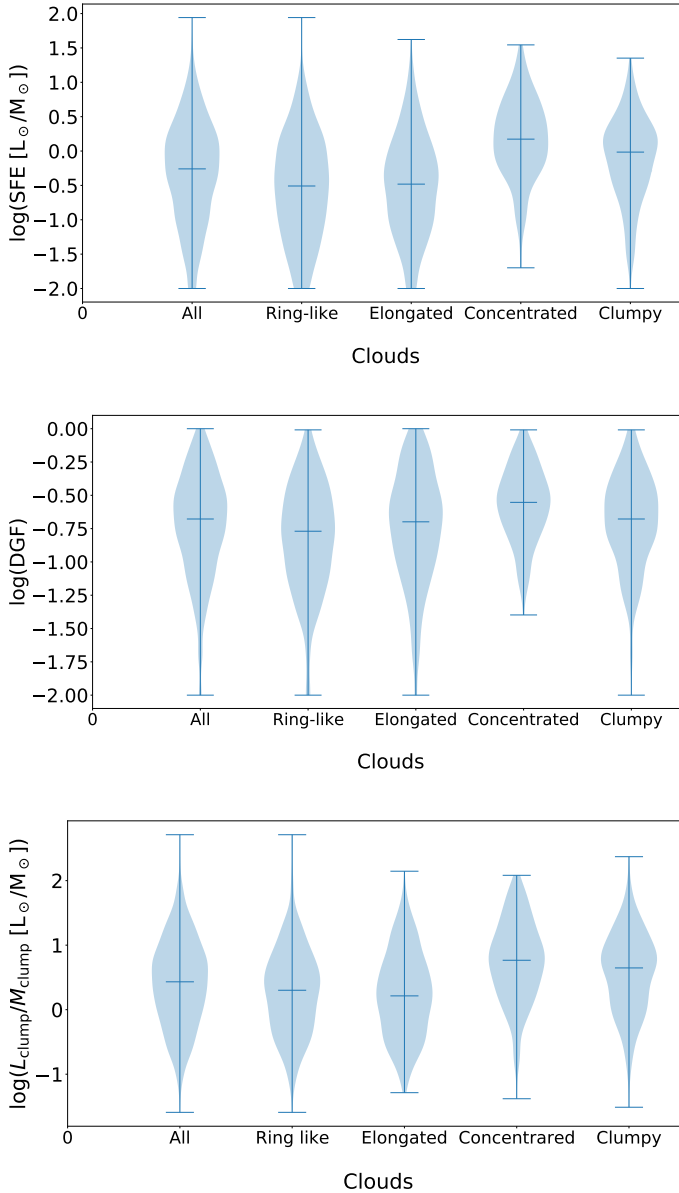 log(SFE [L⊙/M⊙])
2.0
1.5
1.0
0.5
0.0
−0.5
−1.0
−1.5
−2.0
0 All Ring-like Elongated Concentrated Clumpy
Clouds
log(DGF)
0.00
−0.25
−0.50
−0.75
−1.00
−1.25
−1.50
−1.75
−2.00
0 All Ring-like Elongated Concentrated Clumpy
Clouds
log(Lclump/Mclump [L⊙/M⊙])
2
1
0
−1
0 All Ring like Elongated Concentrared Clumpy
Clouds